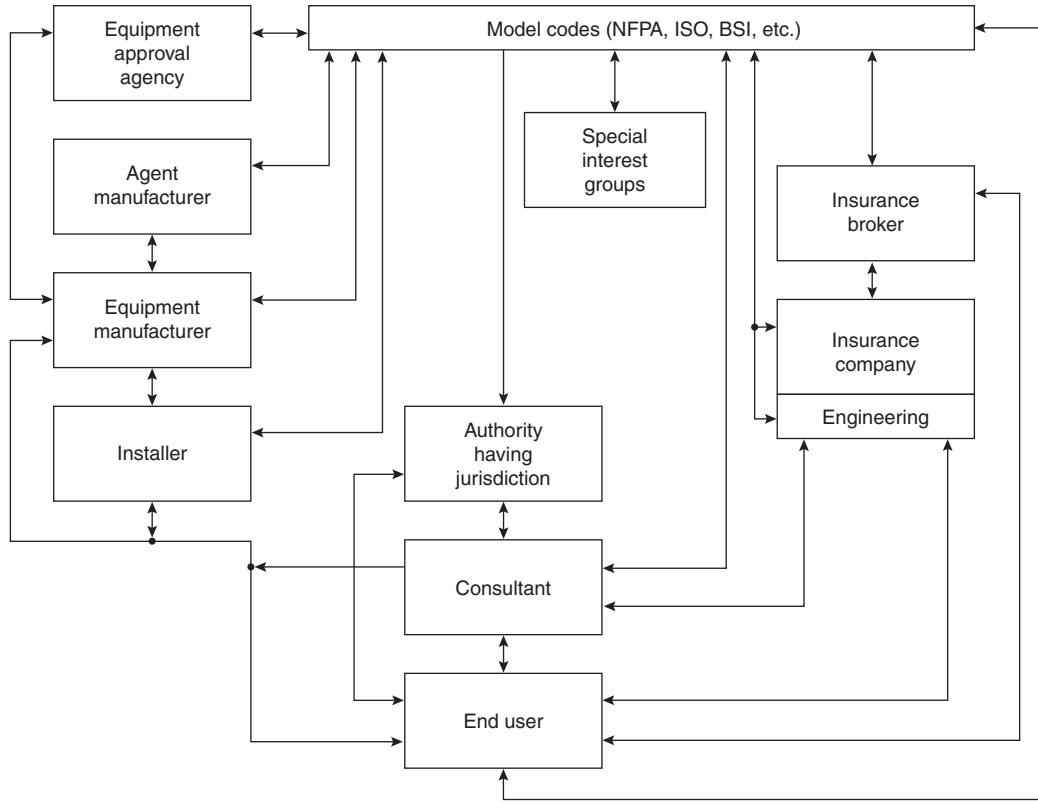 Equipment
approval
agency
Model codes (NFPA, ISO, BSI, etc.)
Agent
manufacturer
Special
interest
groups
Insurance
broker
Equipment
manufacturer
Insurance
company
Engineering
Installer
Authority
having
jurisdiction
Consultant
End user